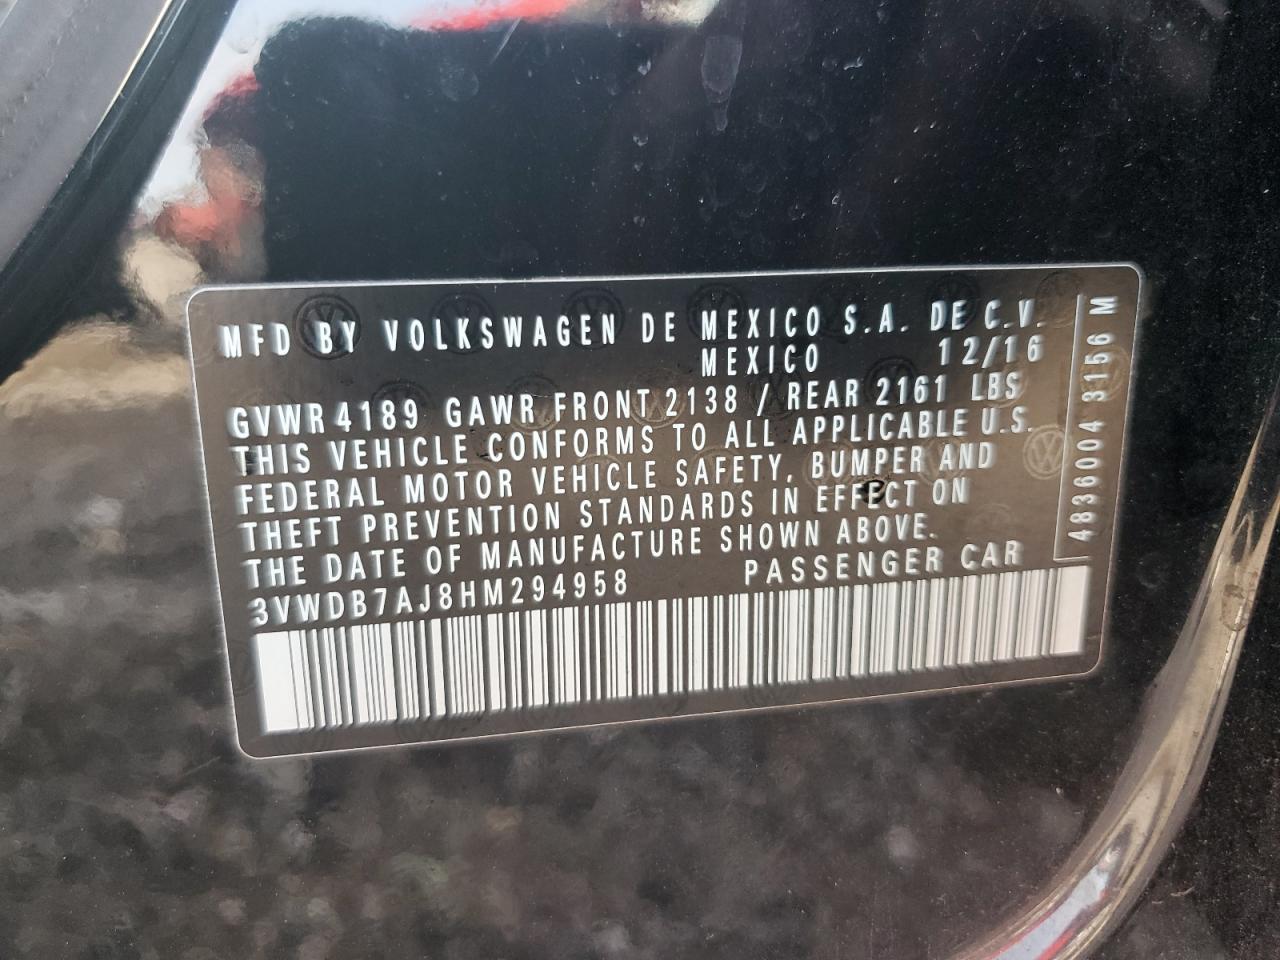 MFD BY VOLKSWAGEN DE MEXICO S.A. DE C.V.
MEXICO 12/16
GVWR 4189 GAWR FRONT 2138 / REAR 2161 LBS
THIS VEHICLE CONFORMS TO ALL APPLICABLE U.S.
FEDERAL MOTOR VEHICLE SAFETY, BUMPER AND
THEFT PREVENTION STANDARDS IN EFFECT ON
THE DATE OF MANUFACTURE SHOWN ABOVE.
3VWDB7AJ8HM294958 PASSENGER CAR
4836004 3156 M